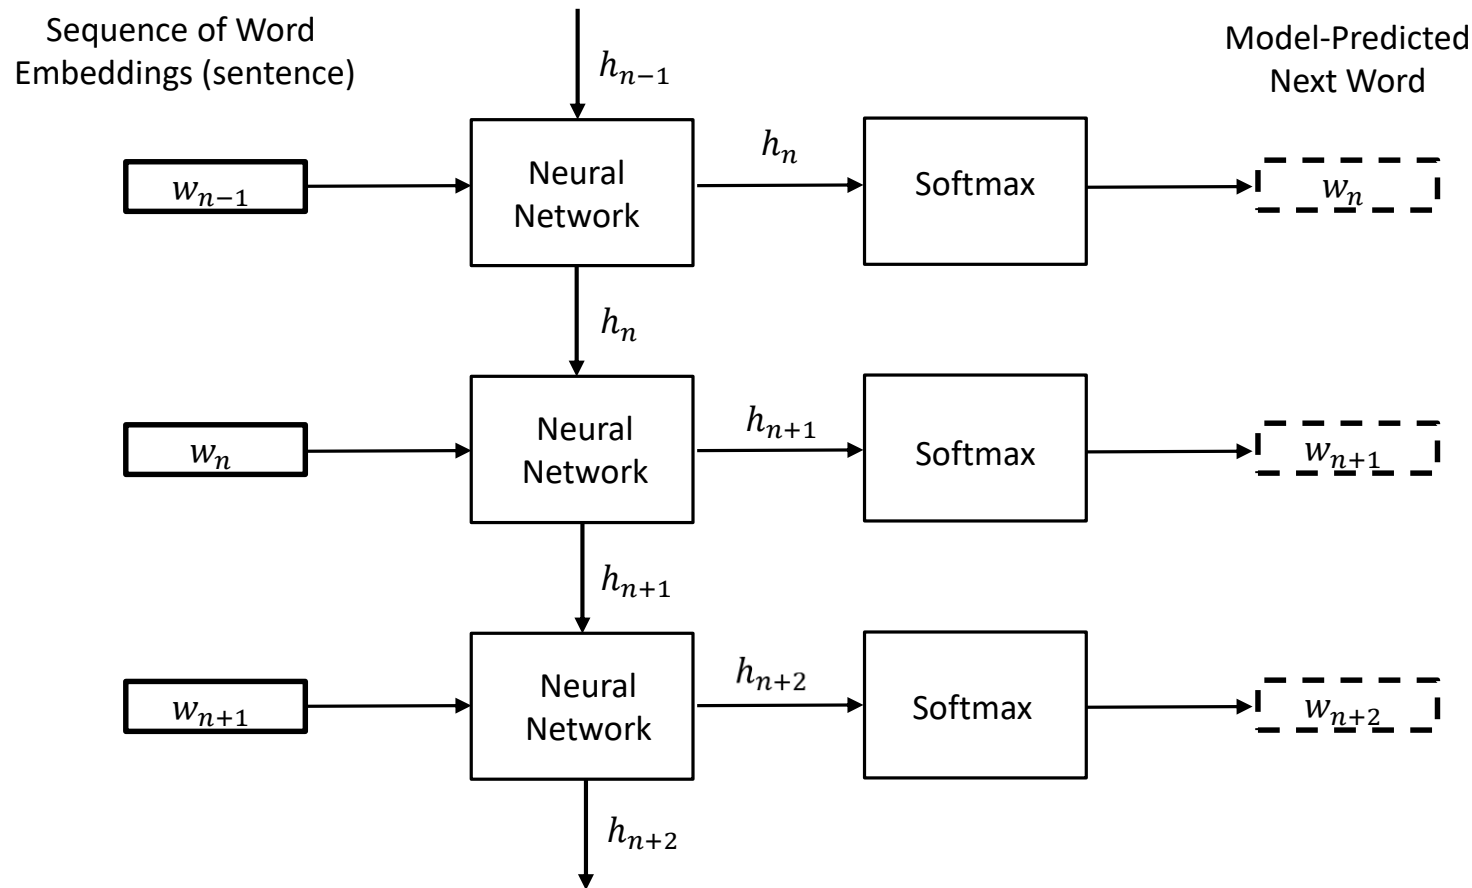 Sequence of Word
Embeddings (sentence)
Model-Predicted
Next Word
$h_{n-1}$
$w_{n-1}$
Neural
Network
$h_n$
Softmax
$w_n$
$h_n$
$w_n$
Neural
Network
$h_{n+1}$
Softmax
$w_{n+1}$
$h_{n+1}$
$w_{n+1}$
Neural
Network
$h_{n+2}$
Softmax
$w_{n+2}$
$h_{n+2}$